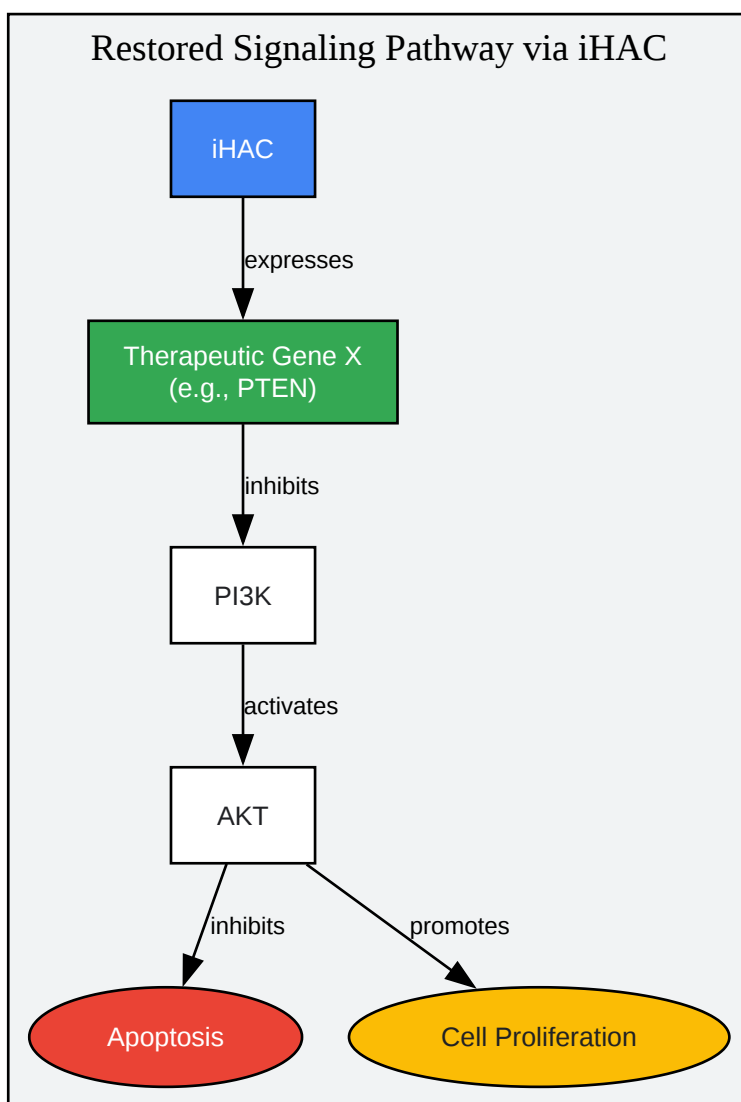 Restored Signaling Pathway via iHAC
iHAC
expresses
Therapeutic Gene X
(e.g., PTEN)
inhibits
PI3K
activates
AKT
inhibits
promotes
Apoptosis
Cell Proliferation